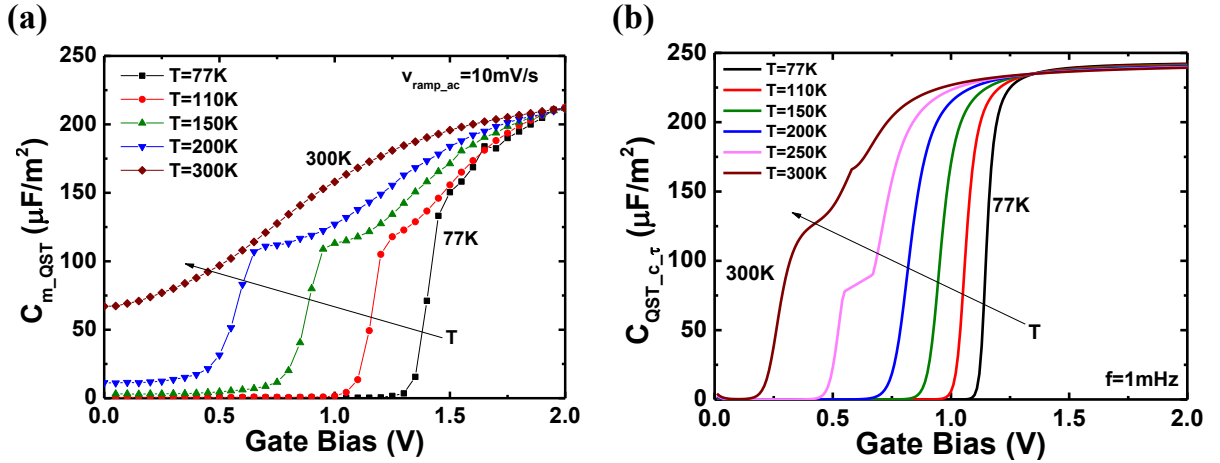 (a)
250
200
150
100
50
0
C_m_QST (µF/m²)
T=77K
T=110K
T=150K
T=200K
T=300K
v_ramp_ac =10mV/s
300K
77K
T
0.0 0.5 1.0 1.5 2.0
Gate Bias (V)
(b)
250
200
150
100
50
0
C_QST_c_τ (µF/m²)
T=77K
T=110K
T=150K
T=200K
T=250K
T=300K
77K
300K
T
f=1mHz
0.0 0.5 1.0 1.5 2.0
Gate Bias (V)